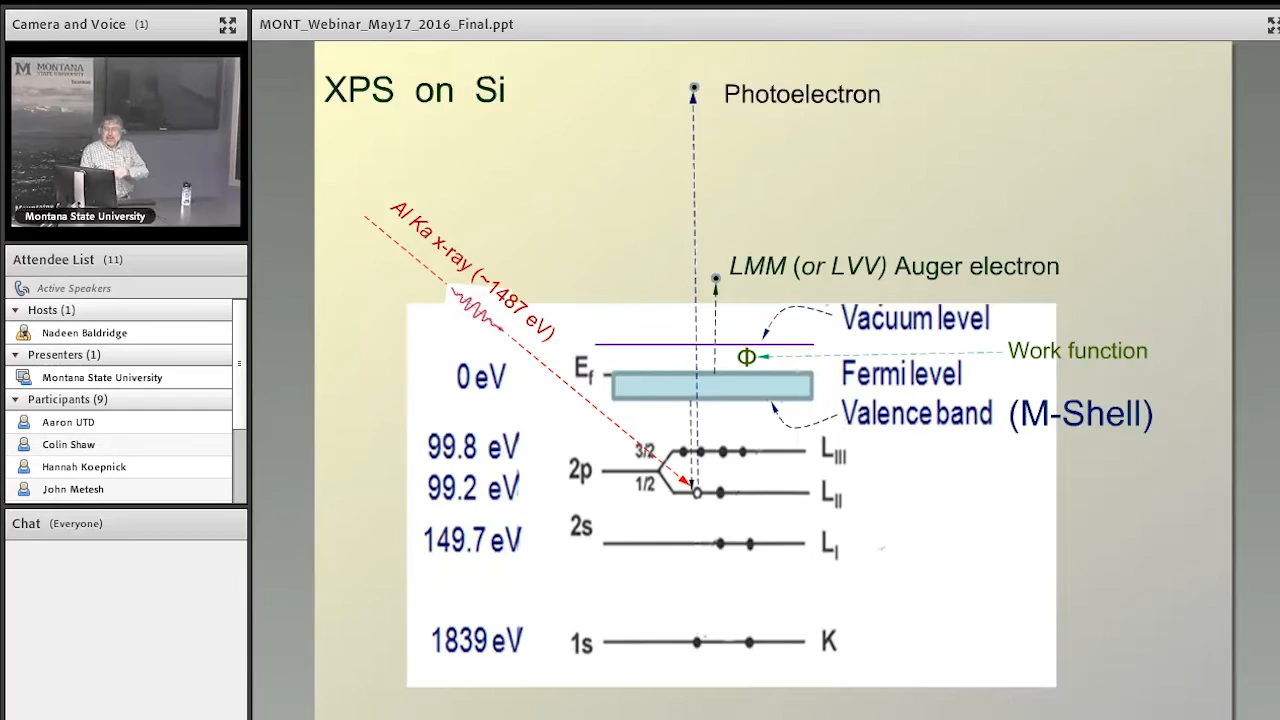 Camera and Voice (1)
MONT_Webinar_May17_2016_Final.ppt
M MONTANA
STATE UNIVERSITY
Montana State University
Attendee List (11)
Active Speakers
Hosts (1)
Nadeen Baldridge
Presenters (1)
Montana State University
Participants (9)
Aaron UTD
Colin Shaw
Hannah Koepnick
John Metesh
Chat (Everyone)
XPS on Si
Photoelectron
Al Ka x-ray (~1487 eV)
LMM (or LVV) Auger electron
Vacuum level
Φ
Work function
0 eV
Ef
Fermi level
Valence band (M-Shell)
99.8 eV
3/2
LIII
2p
99.2 eV
1/2
LII
149.7 eV
2s
LI
1839 eV
1s
K